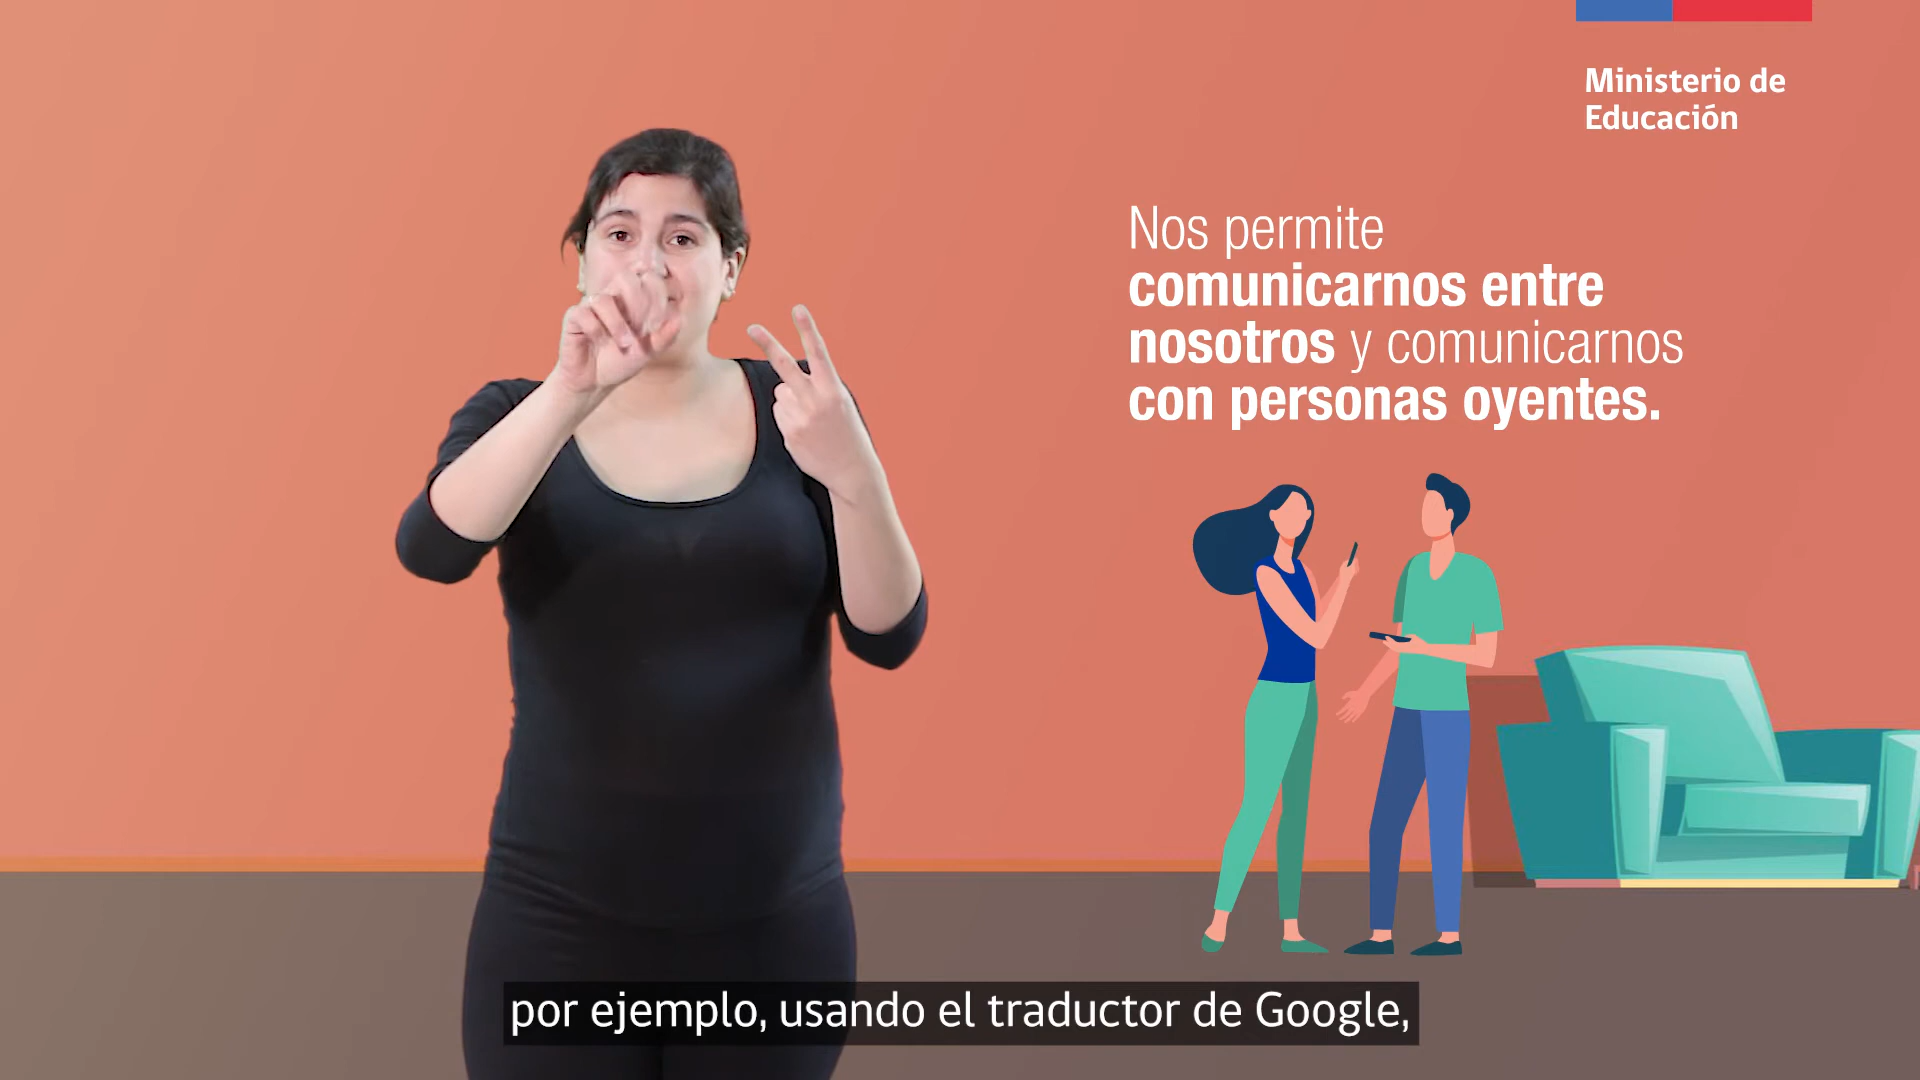 Ministerio de
Educación
Nos permite
comunicarnos entre
nosotros y comunicarnos
con personas oyentes.
por ejemplo, usando el traductor de Google,